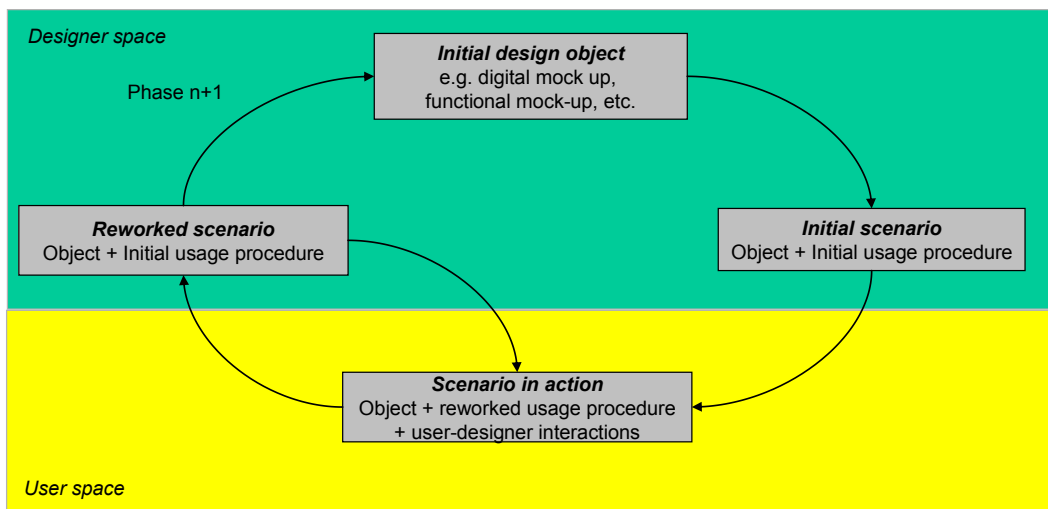 Designer space
Initial design object
e.g. digital mock up,
functional mock-up, etc.
Phase n+1
Reworked scenario
Object + Initial usage procedure
Initial scenario
Object + Initial usage procedure
Scenario in action
Object + reworked usage procedure
+ user-designer interactions
User space